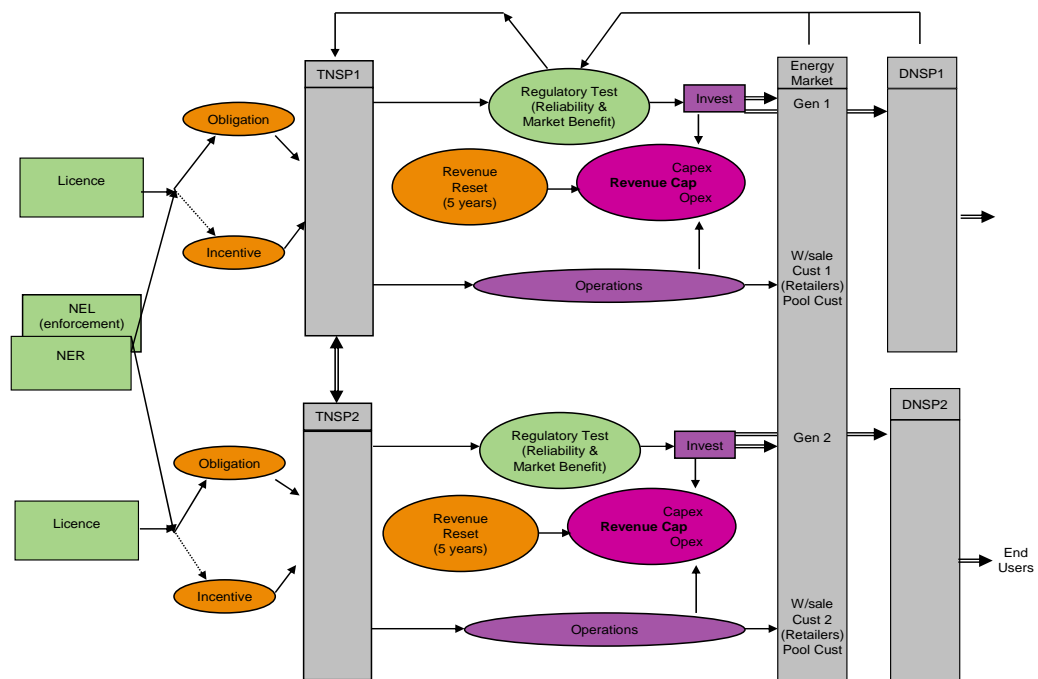 TNSP1
Energy
Market
DNSP1
Regulatory Test
(Reliability &
Market Benefit)
Invest
Gen 1
Obligation
Licence
Revenue
Reset
(5 years)
Capex
Revenue Cap
Opex
Incentive
W/sale
Cust 1
(Retailers)
Pool Cust
Operations
NEL
(enforcement)
NER
TNSP2
DNSP2
Regulatory Test
(Reliability &
Market Benefit)
Invest
Gen 2
Obligation
Licence
Revenue
Reset
(5 years)
Capex
Revenue Cap
Opex
End
Users
Incentive
W/sale
Cust 2
(Retailers)
Pool Cust
Operations